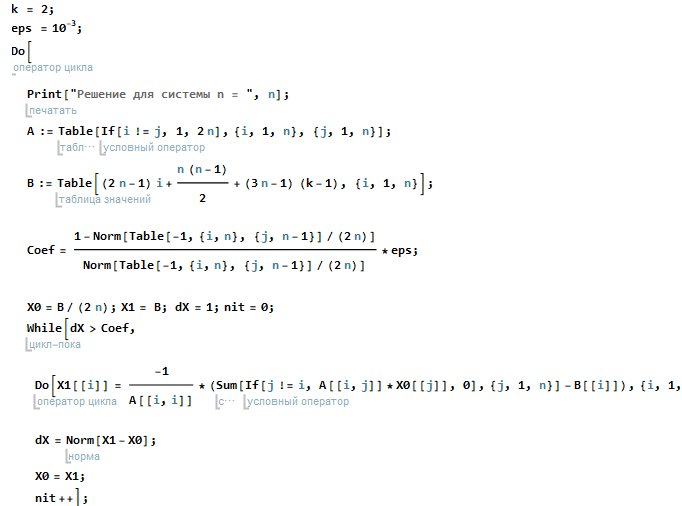 k = 2;
eps = 10^-3;
Do[
оператор цикла
Print["Решение для системы n = ", n];
печатать
A := Table[If[i != j, 1, 2 n], {i, 1, n}, {j, 1, n}];
табл⋯ условный оператор
B := Table[(2 n - 1) i + n (n - 1) / 2 + (3 n - 1) (k - 1), {i, 1, n}];
таблица значений
Coef = 1 - Norm[Table[-1, {i, n}, {j, n - 1}] / (2 n)] / Norm[Table[-1, {i, n}, {j, n - 1}] / (2 n)] * eps;
X0 = B / (2 n); X1 = B; dX = 1; nit = 0;
While[dX > Coef,
цикл-пока
Do[X1[[i]] = -1 / A[[i, i]] * (Sum[If[j != i, A[[i, j]] * X0[[j]], 0], {j, 1, n}] - B[[i]]), {i, 1,
оператор цикла с⋯ условный оператор
dX = Norm[X1 - X0];
норма
X0 = X1;
nit ++];